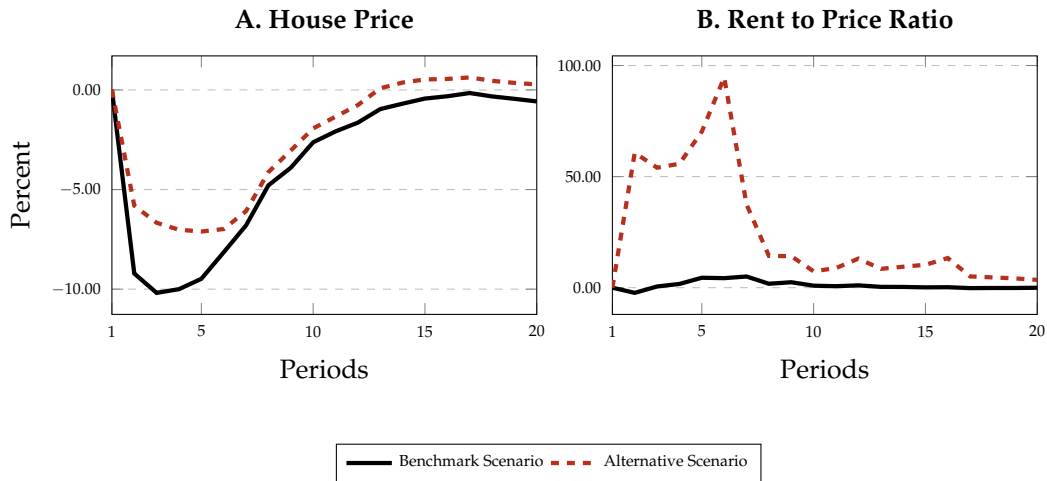 A. House Price
B. Rent to Price Ratio
Percent
0.00
−5.00
−10.00
1 5 10 15 20
Periods
100.00
50.00
0.00
1 5 10 15 20
Periods
Benchmark Scenario Alternative Scenario